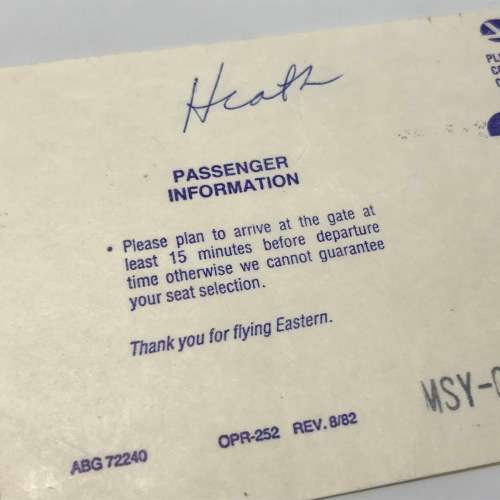 Heath
PASSENGER
INFORMATION
• Please plan to arrive at the gate at
least 15 minutes before departure
time otherwise we cannot guarantee
your seat selection.
Thank you for flying Eastern.
MSY-
ABG 72240
OPR-252 REV. 8/82